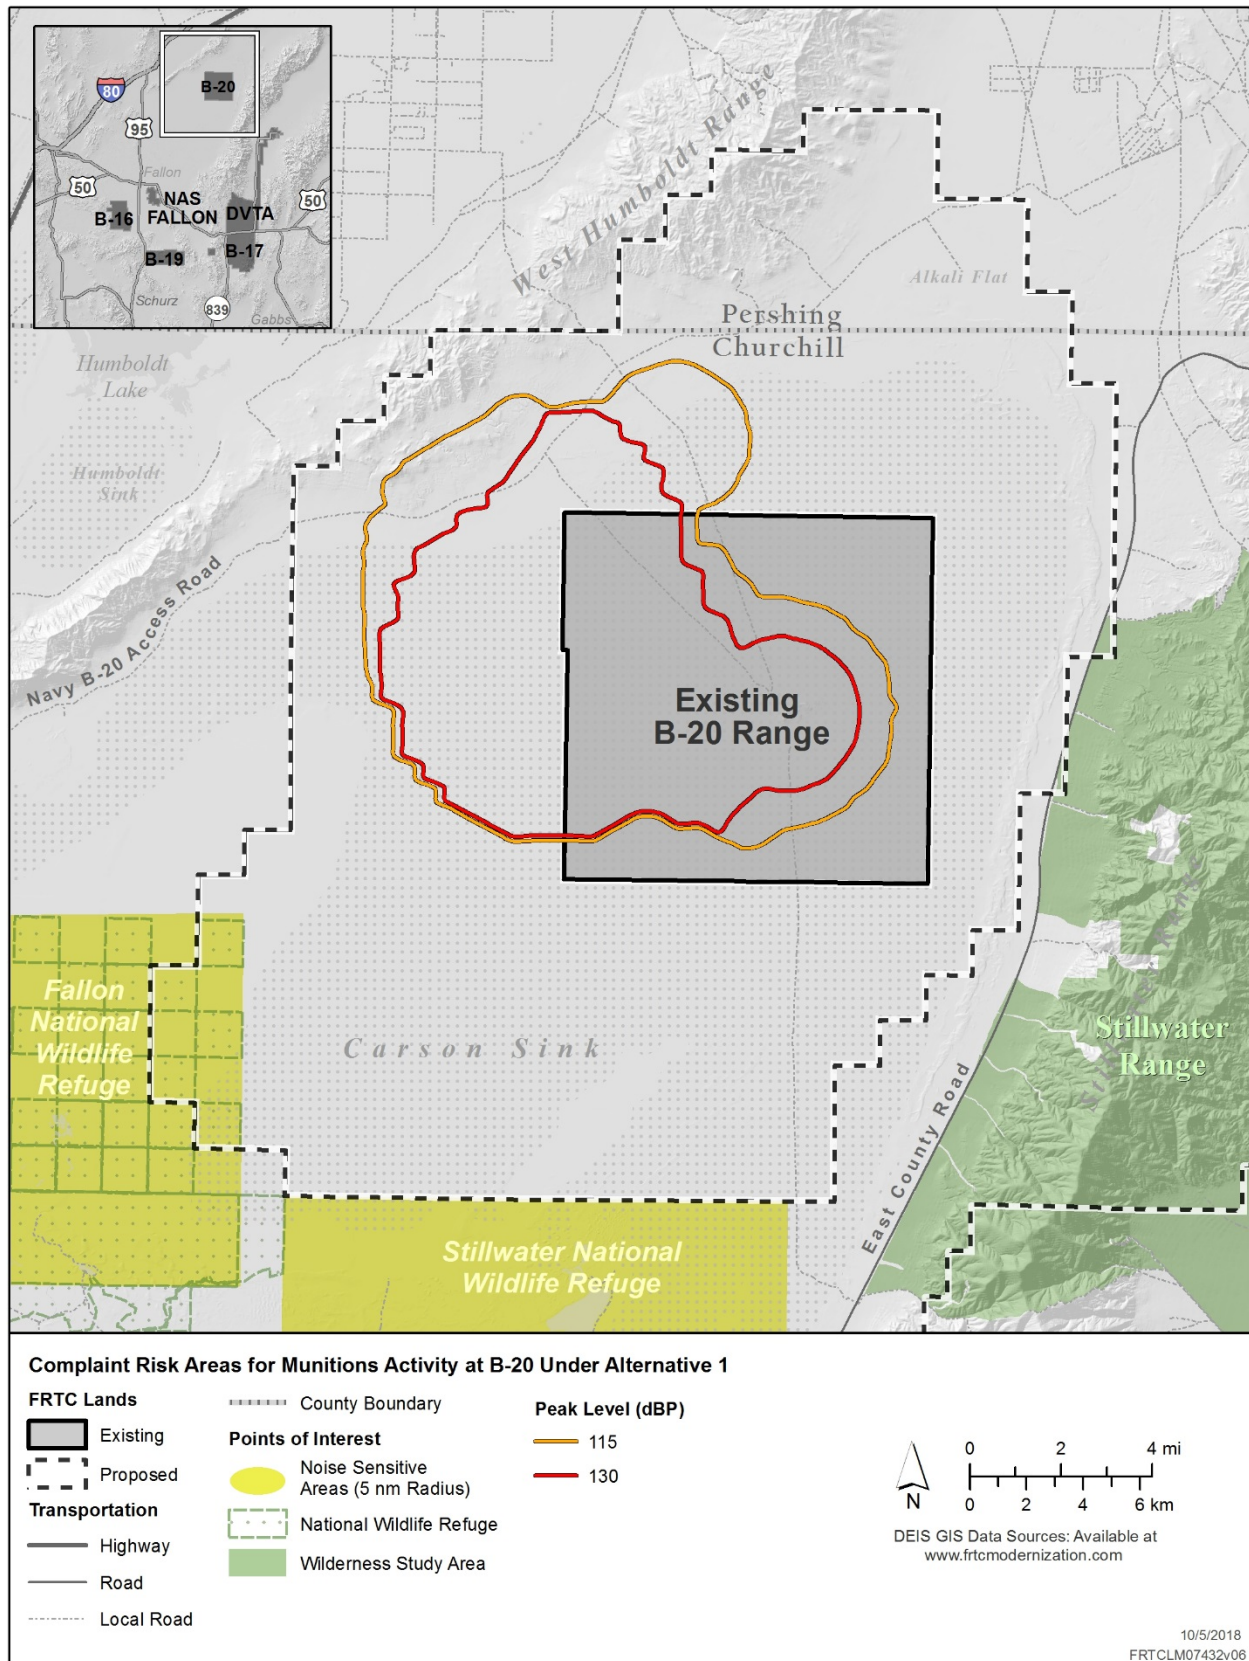 80
B-20
95
Fallon
50
NAS
FALLON
DVTA
50
B-16
B-17
B-19
Schurz
839
Gabbs
West Humboldt Range
Alkali Flat
Pershing
Churchill
Humboldt
Lake
Humboldt
Sink
Navy B-20 Access Road
Existing
B-20 Range
Fallon
National
Wildlife
Refuge
Carson Sink
Stillwater
Range
East County Road
Stillwater National
Wildlife Refuge
Complaint Risk Areas for Munitions Activity at B-20 Under Alternative 1
FRTC Lands
Existing
Proposed
Transportation
Highway
Road
Local Road
County Boundary
Points of Interest
Noise Sensitive
Areas (5 nm Radius)
National Wildlife Refuge
Wilderness Study Area
Peak Level (dBP)
115
130
N
0 2 4 mi
0 2 4 6 km
DEIS GIS Data Sources: Available at
www.frtcmodernization.com
10/5/2018
FRTCLM07432v06